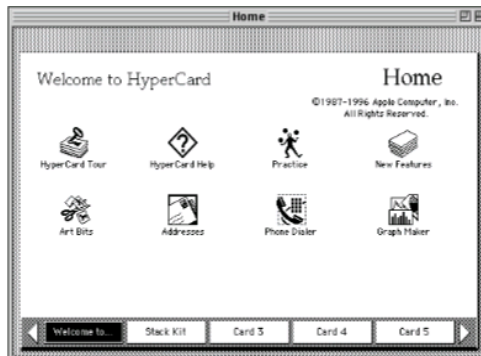 Home
Welcome to HyperCard
Home
©1987-1996 Apple Computer, Inc.
All Rights Reserved.
HyperCard Tour
HyperCard Help
Practice
New Features
Art Bits
Addresses
Phone Dialer
Graph Maker
Welcome to...
Stack Kit
Card 3
Card 4
Card 5